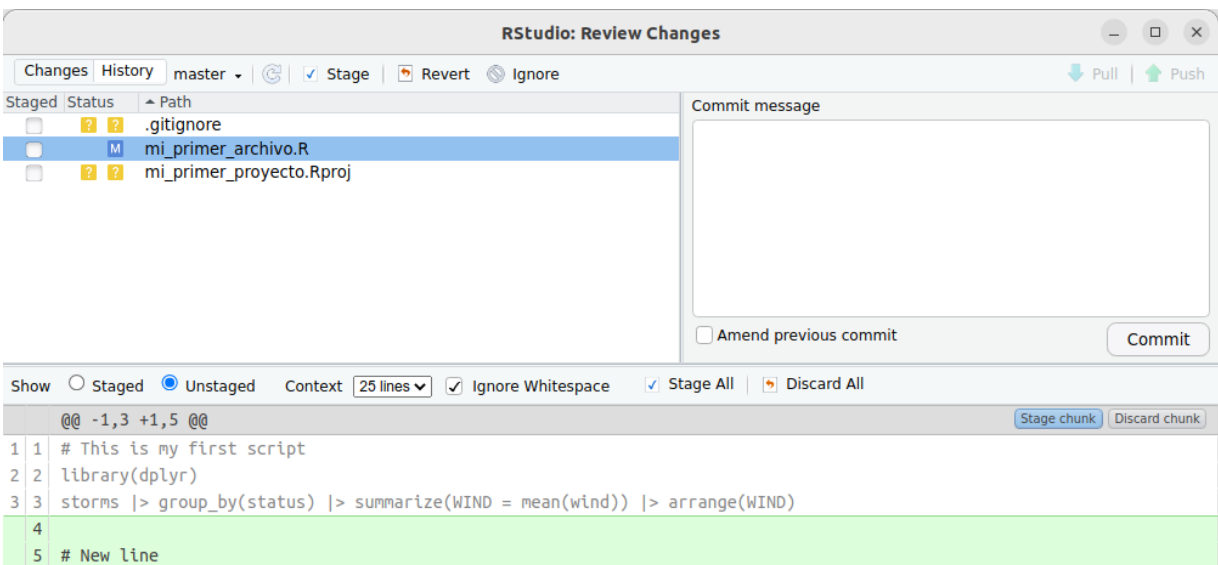 RStudio: Review Changes
Changes History master Stage Revert Ignore Pull Push
Staged Status Path Commit message
? ? .gitignore
M mi_primer_archivo.R
? ? mi_primer_proyecto.Rproj
Amend previous commit Commit
Show Staged Unstaged Context 25 lines Ignore Whitespace Stage All Discard All
@@ -1,3 +1,5 @@ Stage chunk Discard chunk
1 1 # This is my first script
2 2 library(dplyr)
3 3 storms |> group_by(status) |> summarize(WIND = mean(wind)) |> arrange(WIND)
4
5 # New line